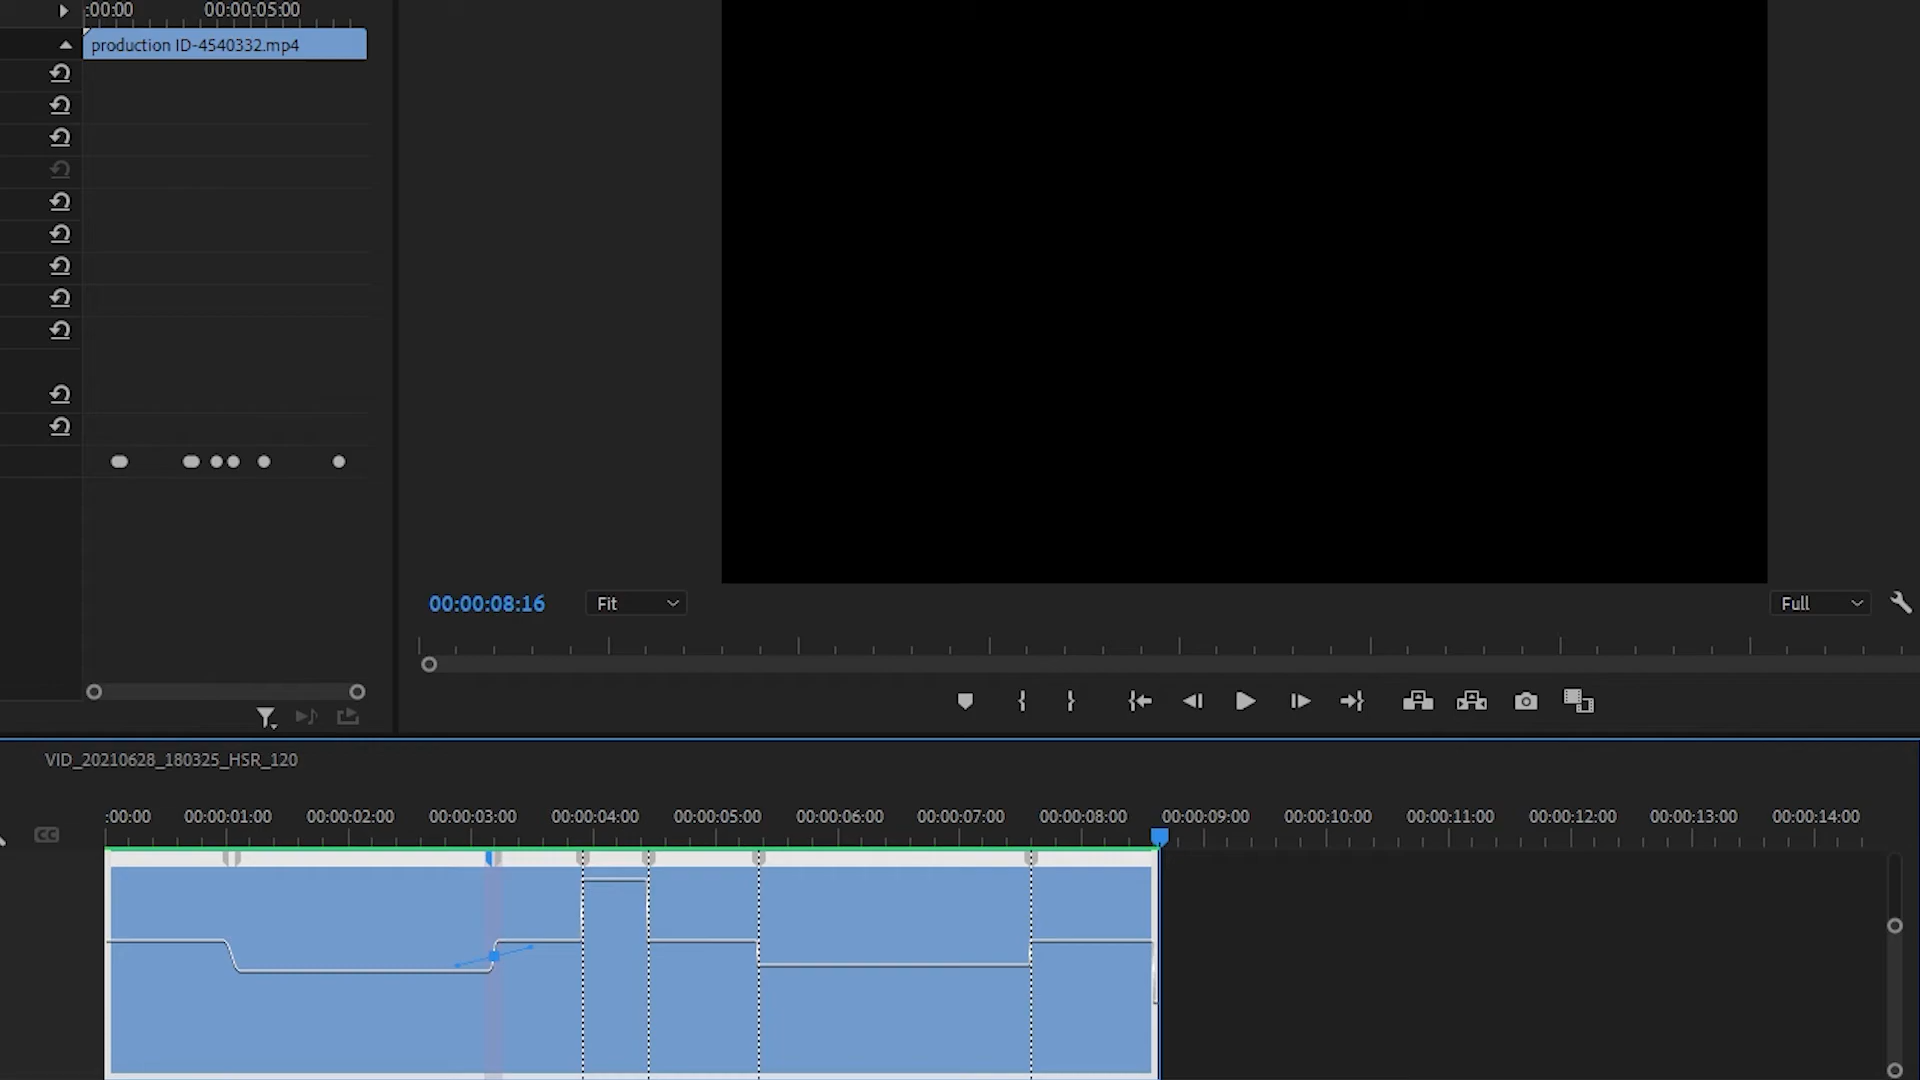 :00:00 00:00:05:00
production ID-4540332.mp4
00:00:08:16 Fit Full
VID_20210628_180325_HSR_120
:00:00 00:00:01:00 00:00:02:00 00:00:03:00 00:00:04:00 00:00:05:00 00:00:06:00 00:00:07:00 00:00:08:00 00:00:09:00 00:00:10:00 00:00:11:00 00:00:12:00 00:00:13:00 00:00:14:00
CC